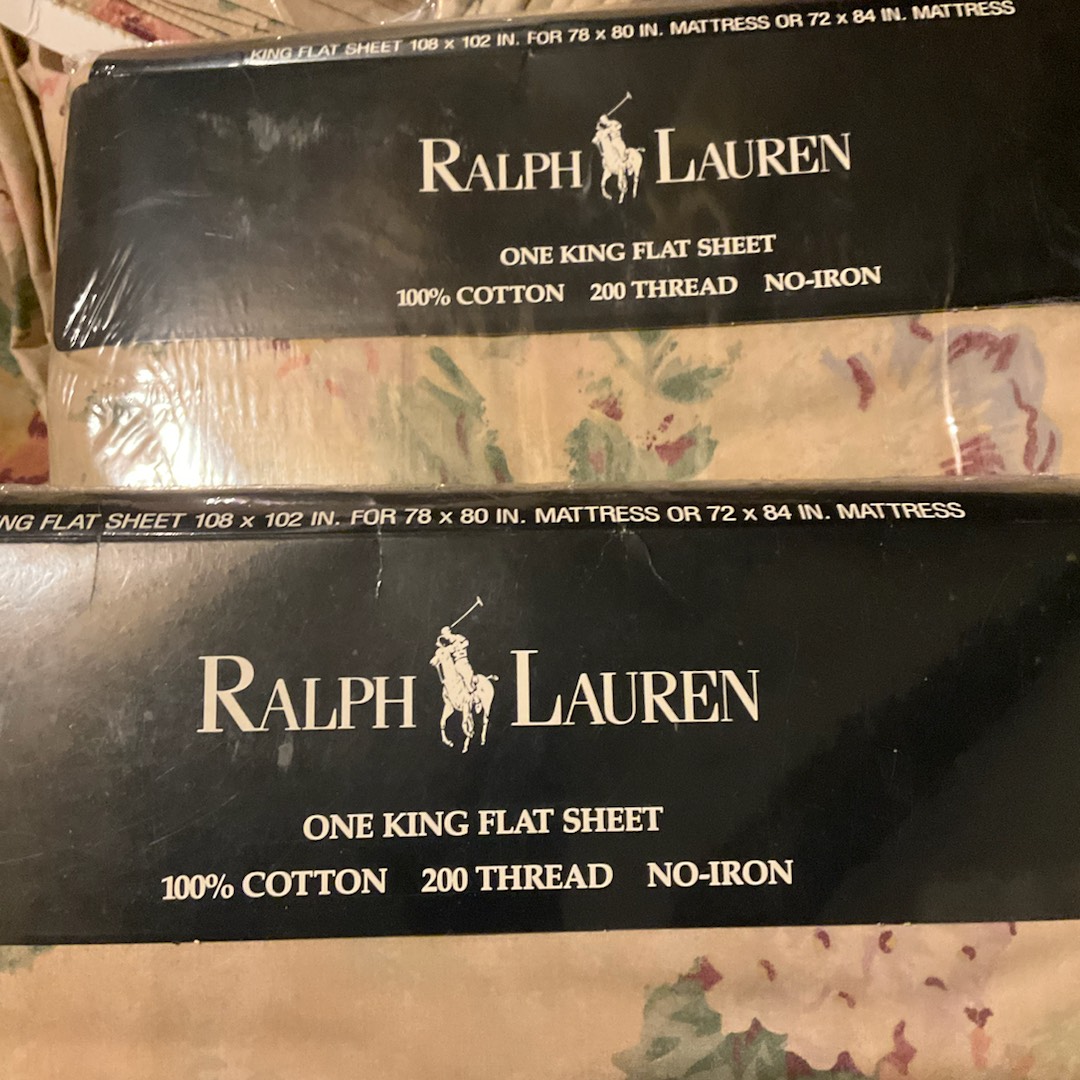 KING FLAT SHEET 108 x 102 IN. FOR 78 x 80 IN. MATTRESS OR 72 x 84 IN. MATTRESS
RALPH LAUREN
ONE KING FLAT SHEET
100% COTTON 200 THREAD NO-IRON
NG FLAT SHEET 108 x 102 IN. FOR 78 x 80 IN. MATTRESS OR 72 x 84 IN. MATTRESS
RALPH LAUREN
ONE KING FLAT SHEET
100% COTTON 200 THREAD NO-IRON